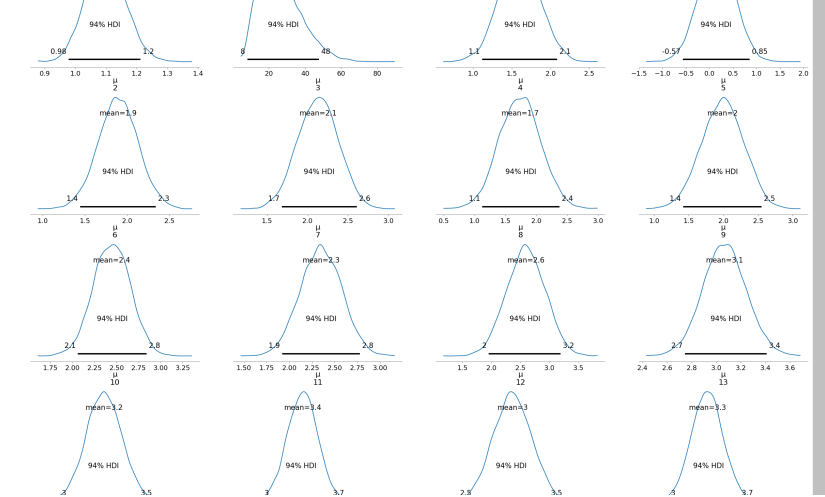 94% HDI 94% HDI 94% HDI 94% HDI
0.98 1.2 8 48 1.1 2.1 -0.57 0.85
0.9 1.0 1.1 1.2 1.3 1.4 20 40 60 80 1.0 1.5 2.0 2.5 −1.5 −1.0 −0.5 0.0 0.5 1.0 1.5 2.0
μ μ μ μ
2 3 4 5
mean=1.9 mean=2.1 mean=1.7 mean=2
94% HDI 94% HDI 94% HDI 94% HDI
1.4 2.3 1.7 2.6 1.1 2.4 1.4 2.5
1.0 1.5 2.0 2.5 1.5 2.0 2.5 3.0 0.5 1.0 1.5 2.0 2.5 3.0 1.0 1.5 2.0 2.5 3.0
μ μ μ μ
6 7 8 9
mean=2.4 mean=2.3 mean=2.6 mean=3.1
94% HDI 94% HDI 94% HDI 94% HDI
2.1 2.8 1.9 2.8 2 3.2 2.7 3.4
1.75 2.00 2.25 2.50 2.75 3.00 3.25 1.50 1.75 2.00 2.25 2.50 2.75 3.00 1.5 2.0 2.5 3.0 3.5 2.4 2.6 2.8 3.0 3.2 3.4 3.6
μ μ μ μ
10 11 12 13
mean=3.2 mean=3.4 mean=3 mean=3.3
94% HDI 94% HDI 94% HDI 94% HDI
3 3.5 3 3.7 2.5 3.5 3 3.7